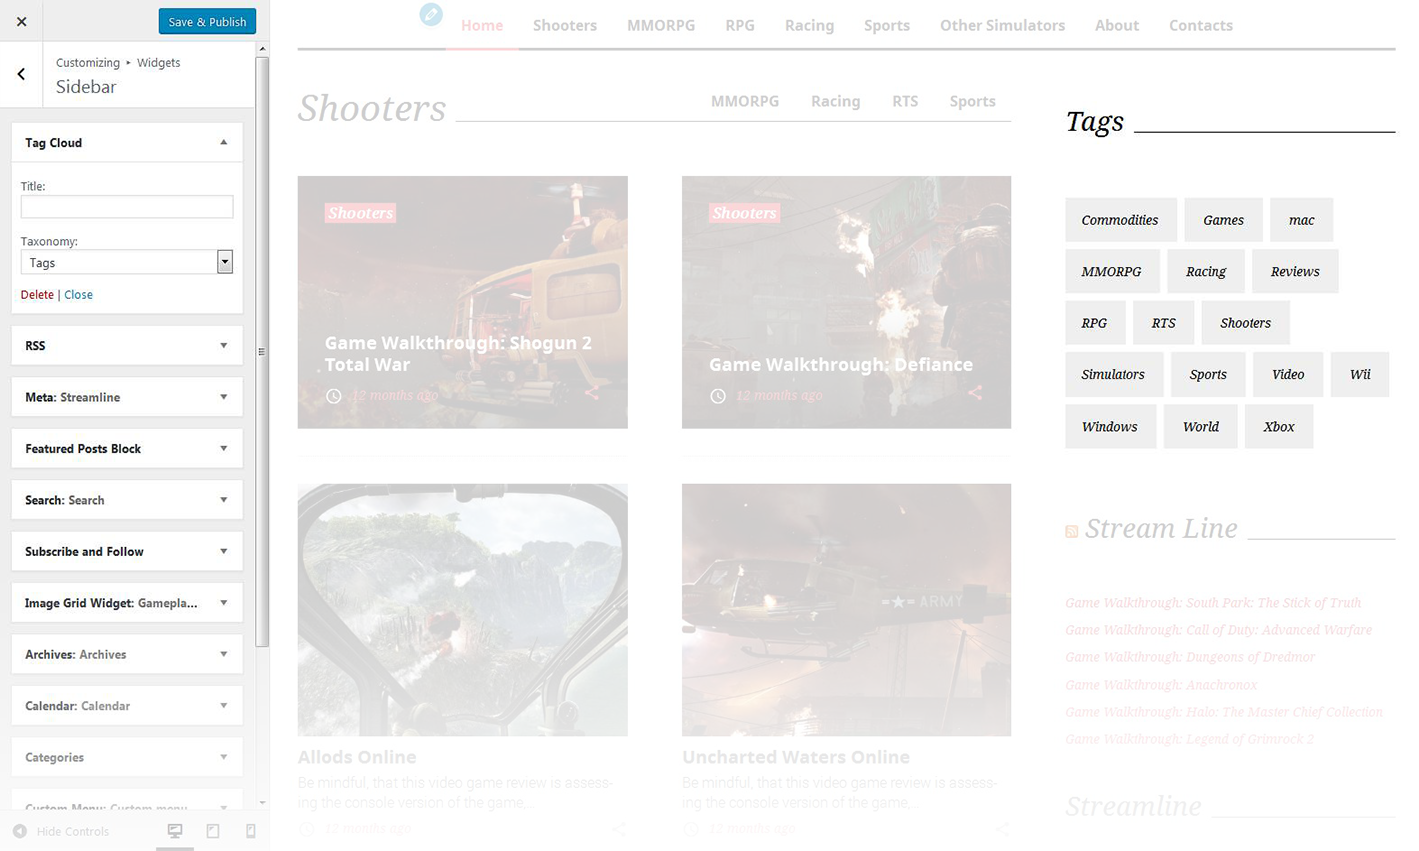 Save & Publish
Customizing ▸ Widgets
Sidebar
Tag Cloud
Title:
Taxonomy:
Tags
Delete | Close
RSS
Meta: Streamline
Featured Posts Block
Search: Search
Subscribe and Follow
Image Grid Widget: Gamepla...
Archives: Archives
Calendar: Calendar
Categories
Custom Menu: Custom menu
Hide Controls
Home Shooters MMORPG RPG Racing Sports Other Simulators About Contacts
Shooters
MMORPG Racing RTS Sports
Shooters
Game Walkthrough: Shogun 2
Total War
12 months ago
Shooters
Game Walkthrough: Defiance
12 months ago
Allods Online
Be mindful, that this video game review is assess-
ing the console version of the game,...
12 months ago
ARMY
Uncharted Waters Online
Be mindful, that this video game review is assess-
ing the console version of the game,...
12 months ago
Tags
Commodities Games mac
MMORPG Racing Reviews
RPG RTS Shooters
Simulators Sports Video Wii
Windows World Xbox
Stream Line
Game Walkthrough: South Park: The Stick of Truth
Game Walkthrough: Call of Duty: Advanced Warfare
Game Walkthrough: Dungeons of Dredmor
Game Walkthrough: Anachronox
Game Walkthrough: Halo: The Master Chief Collection
Game Walkthrough: Legend of Grimrock 2
Streamline